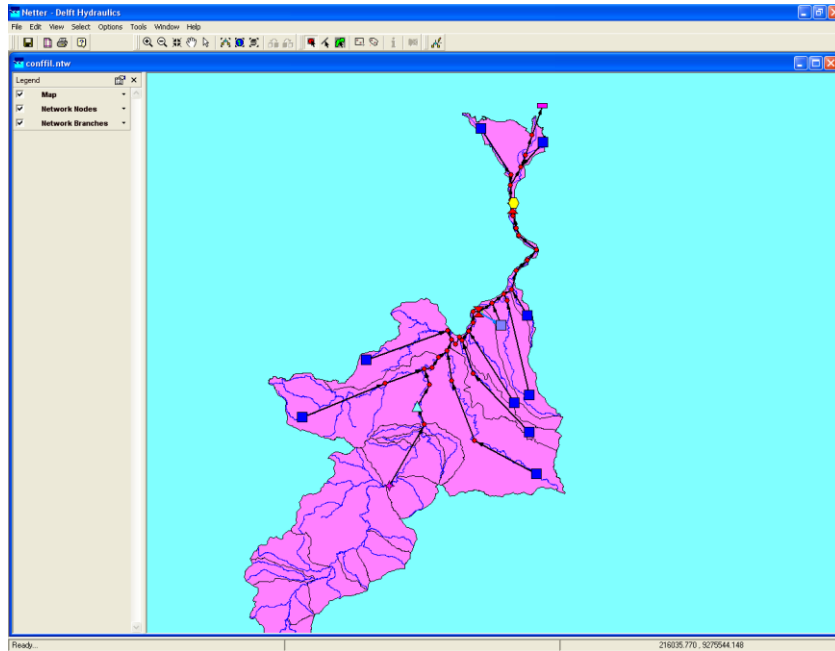 Netter - Delft Hydraulics
File Edit View Select Options Tools Window Help
conffil.ntw
Legend
Map
Network Nodes
Network Branches
Ready...
216035.770 , 9275544.148